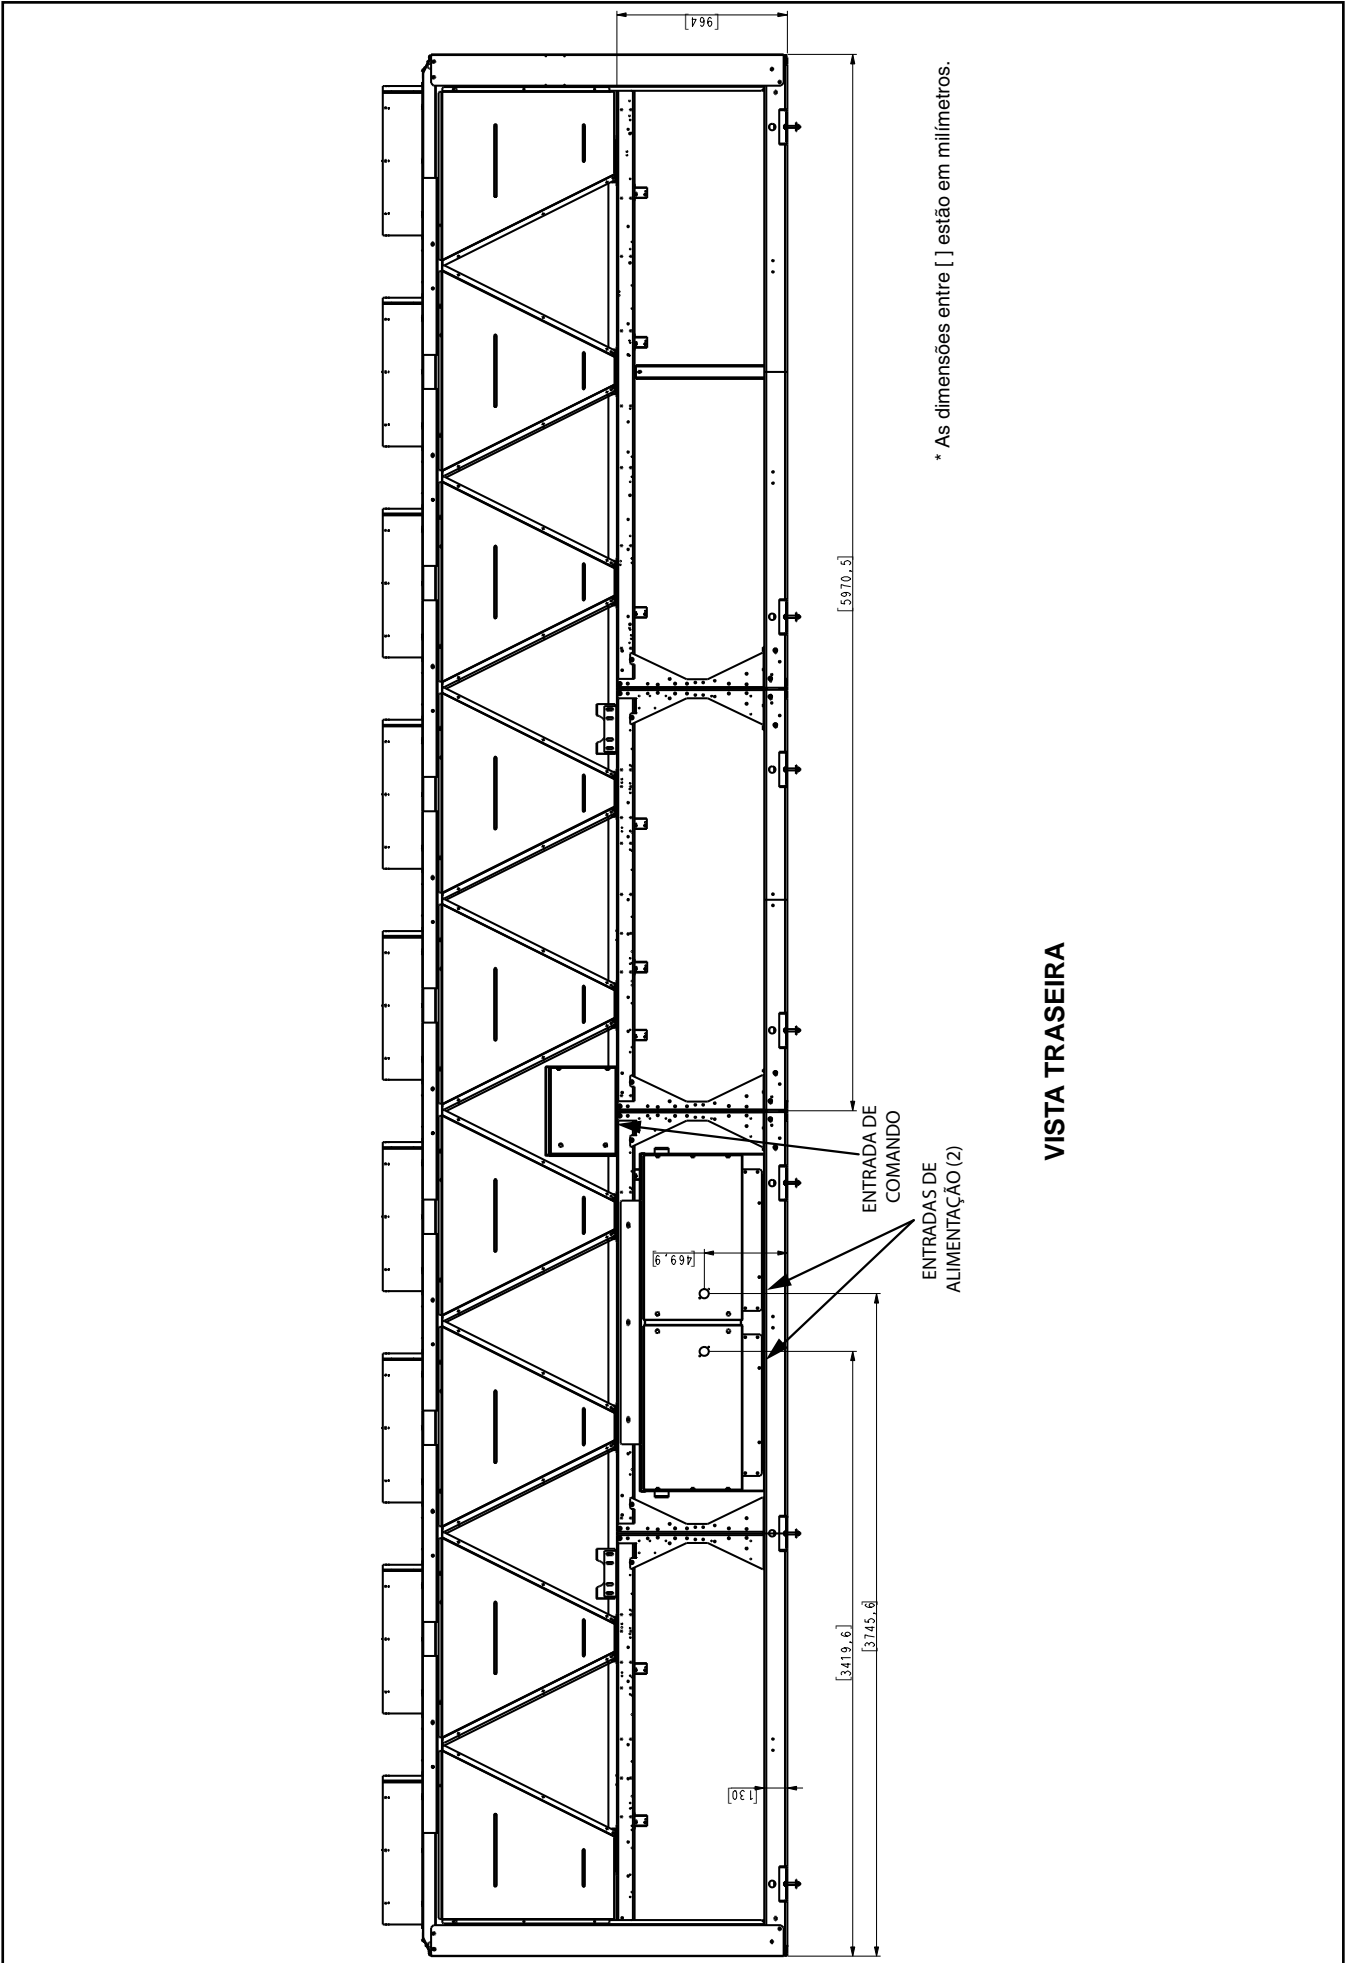 [964]
* As dimensões entre [ ] estão em milímetros.
[5970,5]
ENTRADA DE
COMANDO
ENTRADAS DE
ALIMENTAÇÃO (2)
[469,9]
[3419,6]
[3745,6]
[130]
VISTA TRASEIRA